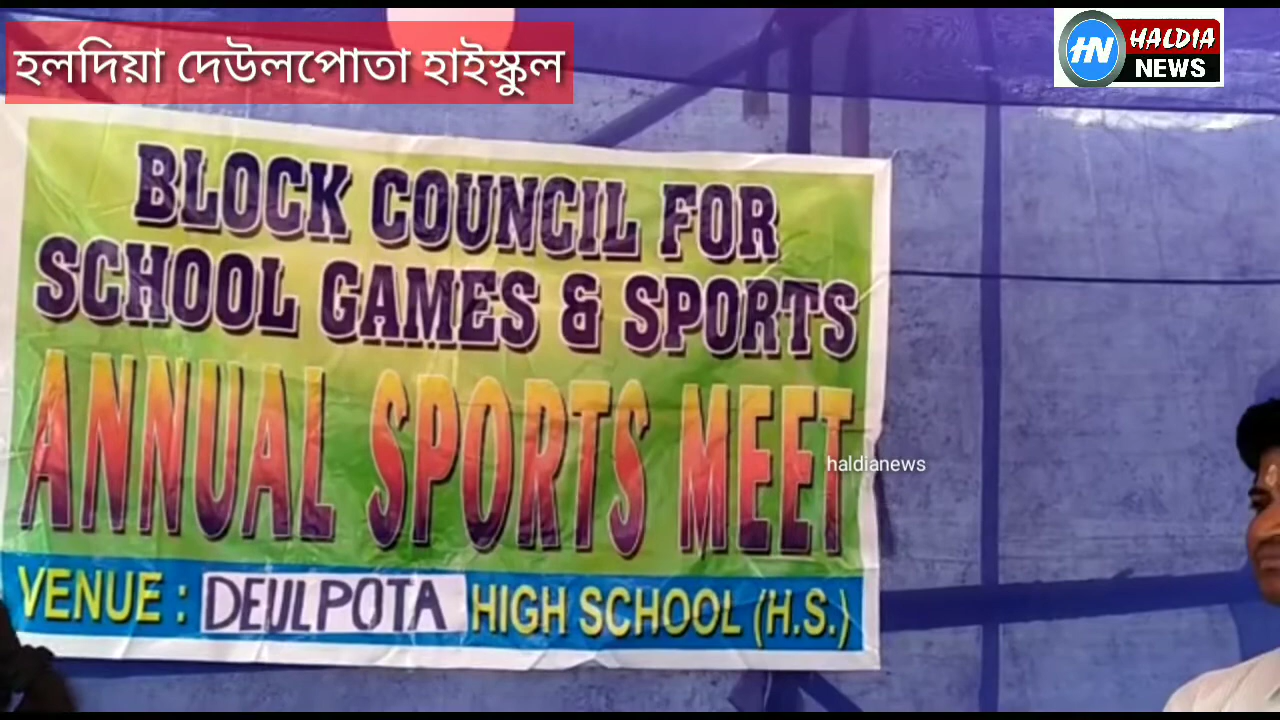 হলদিয়া দেউলপোতা হাইস্কুল
HN HALDIA
NEWS
BLOCK COUNCIL FOR
SCHOOL GAMES & SPORTS
ANNUAL SPORTS MEET
haldianews
VENUE : DEULPOTA HIGH SCHOOL (H.S.)